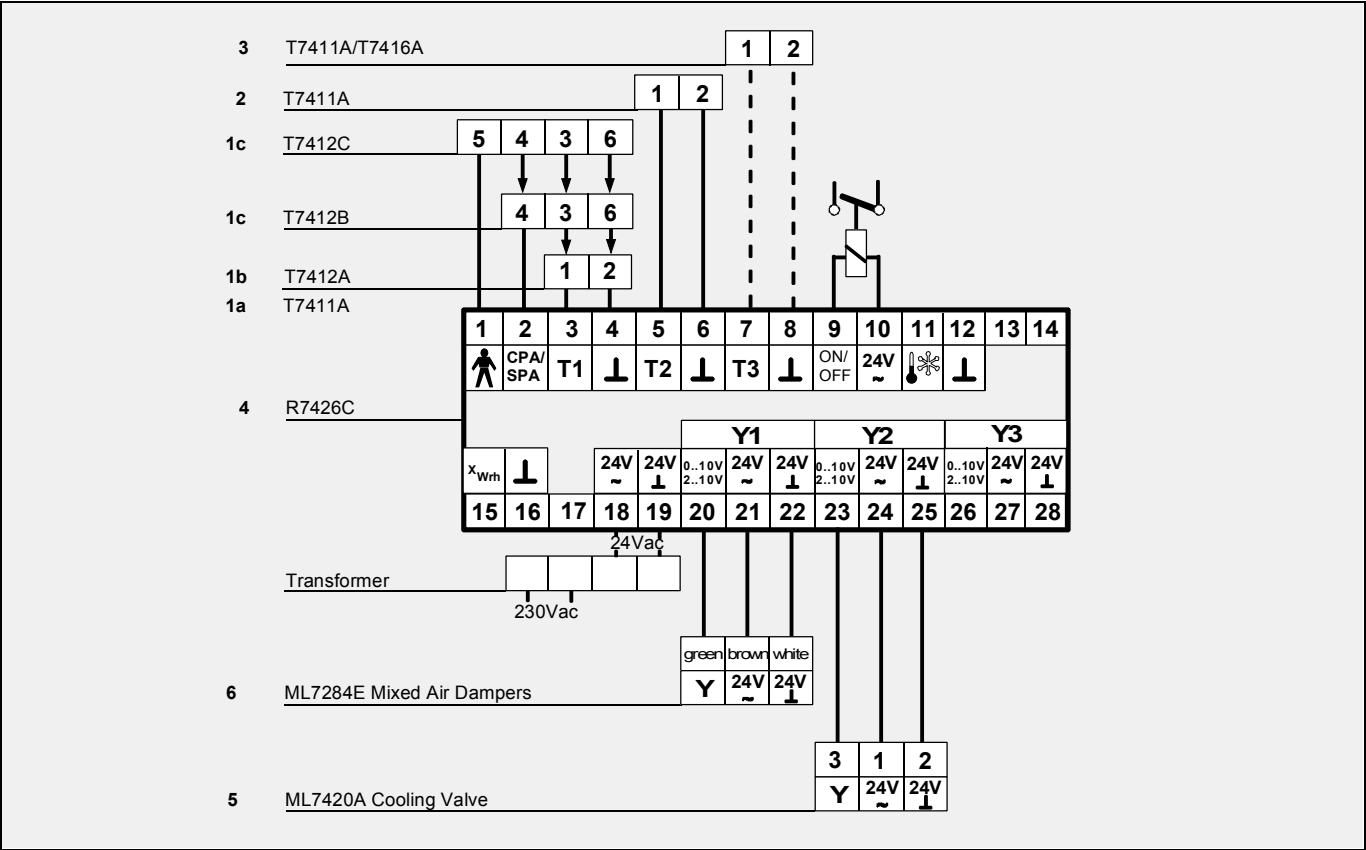 3 T7411A/T7416A 1 2
2 T7411A 1 2
1c T7412C 5 4 3 6
1c T7412B 4 3 6
1b T7412A 1 2
1a T7411A
1 2 3 4 5 6 7 8 9 10 11 12 13 14
CPA/ SPA T1 T2 T3 ON/ OFF 24V ~
4 R7426C
Y1 Y2 Y3
XWrh 24V ~ 24V 0..10V 2..10V 24V ~ 24V 0..10V 2..10V 24V ~ 24V 0..10V 2..10V 24V ~ 24V
15 16 17 18 19 20 21 22 23 24 25 26 27 28
24Vac
Transformer
230Vac
green brown white
6 ML7284E Mixed Air Dampers Y 24V ~ 24V
3 1 2
5 ML7420A Cooling Valve Y 24V ~ 24V